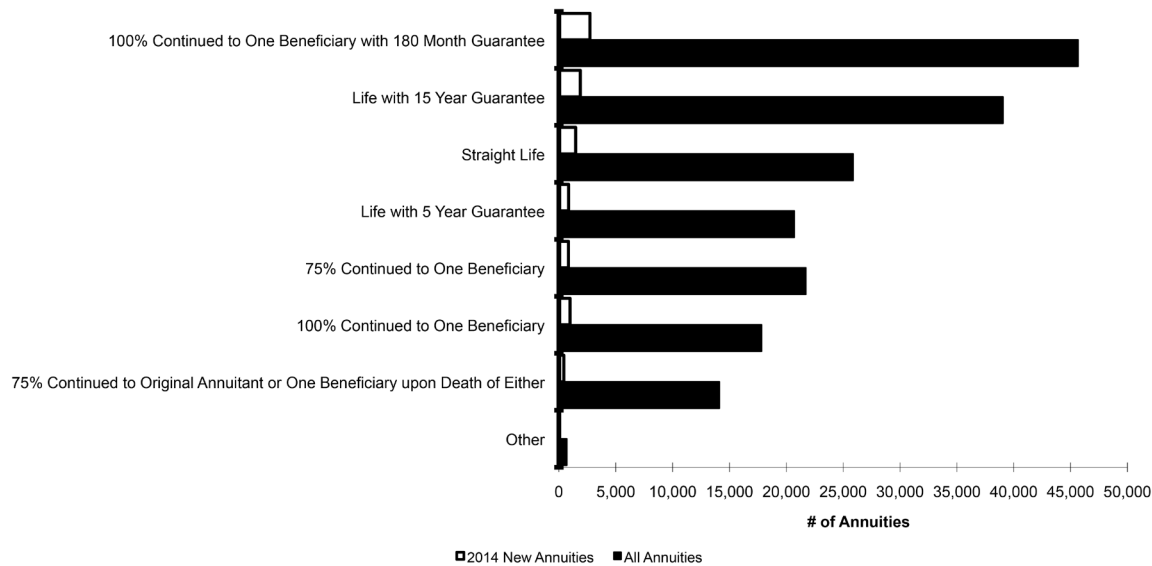 100% Continued to One Beneficiary with 180 Month Guarantee
Life with 15 Year Guarantee
Straight Life
Life with 5 Year Guarantee
75% Continued to One Beneficiary
100% Continued to One Beneficiary
75% Continued to Original Annuitant or One Beneficiary upon Death of Either
Other
0 5,000 10,000 15,000 20,000 25,000 30,000 35,000 40,000 45,000 50,000
# of Annuities
2014 New Annuities All Annuities